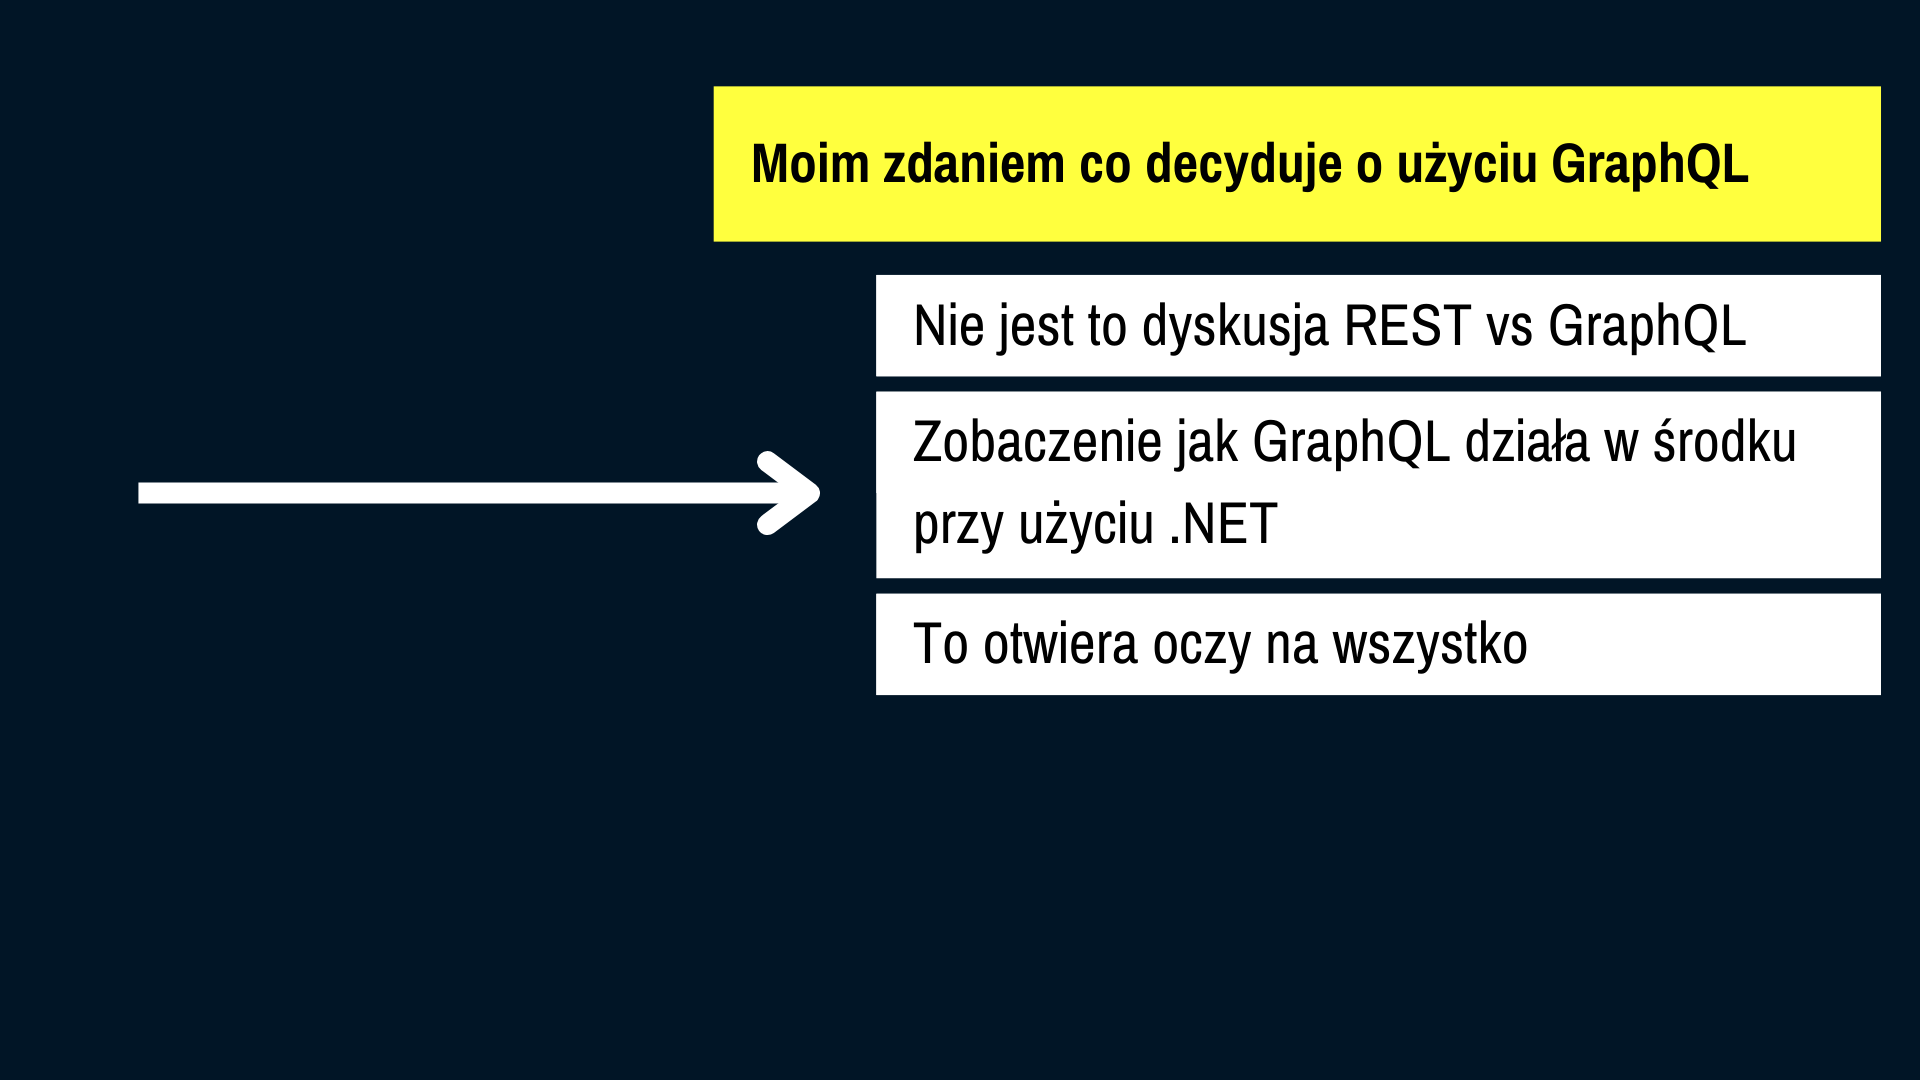 Moim zdaniem co decyduje o użyciu GraphQL
Nie jest to dyskusja REST vs GraphQL
Zobaczenie jak GraphQL działa w środku
przy użyciu .NET
To otwiera oczy na wszystko